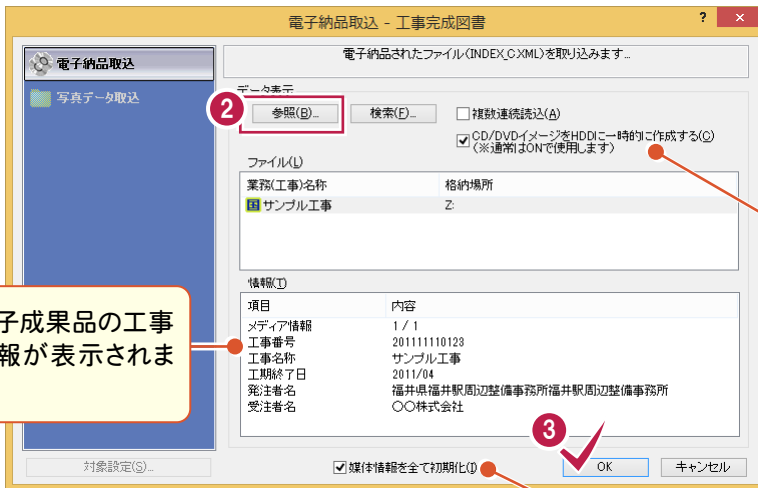 電子納品取込 - 工事完成図書
? ×
電子納品取込
写真データ取込
電子納品されたファイル(INDEX_C.XML)を取り込みます...
データ表示
2
参照(B)...
検索(F)...
複数連続読込(A)
CD/DVDイメージをHDDに一時的に作成する(C)
(※通常はONで使用します)
ファイル(L)
業務(工事)名称 格納場所
サンプル工事 Z:
情報(T)
項目 内容
メディア情報 1 / 1
工事番号 201111110123
工事名称 サンプル工事
工期終了日 2011/04
発注者名 福井県福井駅周辺整備事務所福井駅周辺整備事務所
受注者名 〇〇株式会社
子成果品の工事
報が表示されま
3
対象設定(S)...
媒体情報を全て初期化(I)
OK
キャンセル